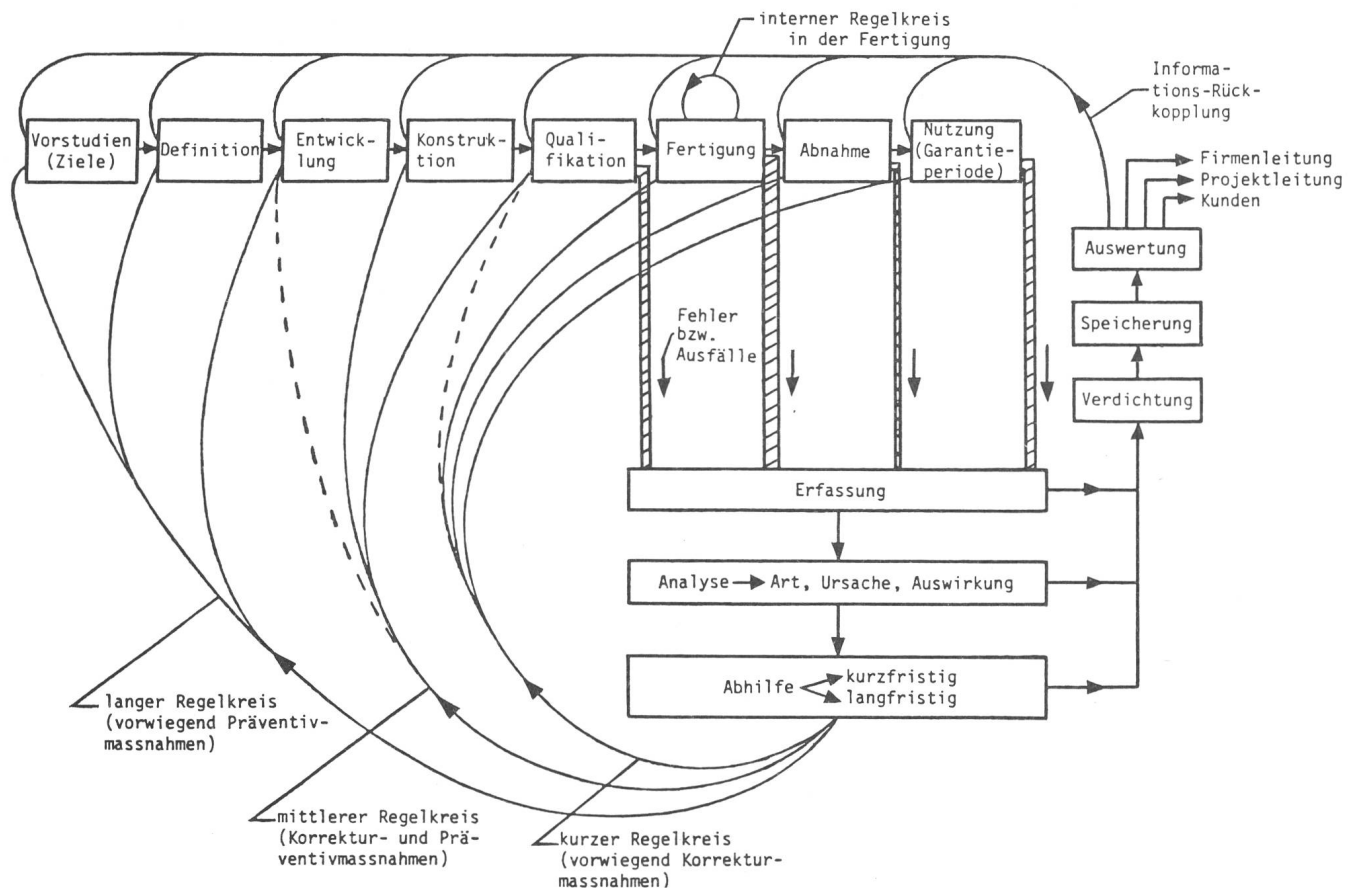 interner Regelkreis
in der Fertigung
Informa-
tions-Rück-
kopplung
Vorstudien
(Ziele)
Definition
Entwick-
lung
Konstruk-
tion
Quali-
fikation
Fertigung
Abnahme
Nutzung
(Garantie-
periode)
Firmenleitung
Projektleitung
Kunden
Auswertung
Speicherung
Verdichtung
Fehler
bzw.
Ausfälle
Erfassung
Analyse → Art, Ursache, Auswirkung
Abhilfe
kurzfristig
langfristig
langer Regelkreis
(vorwiegend Präventiv-
massnahmen)
mittlerer Regelkreis
(Korrektur- und Prä-
ventivmassnahmen)
kurzer Regelkreis
(vorwiegend Korrektur-
massnahmen)